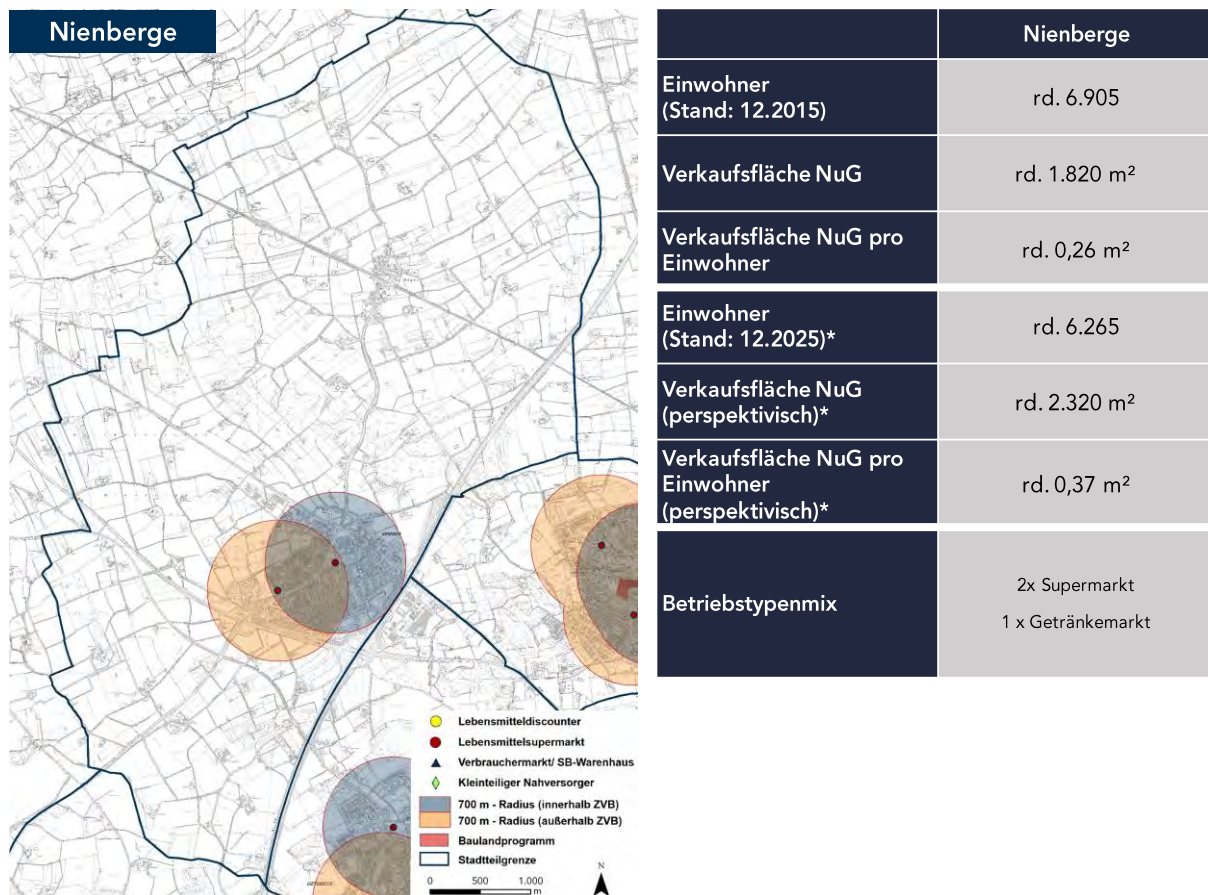 Nienberge
Nienberge
Einwohner
(Stand: 12.2015)
rd. 6.905
Verkaufsfläche NuG
rd. 1.820 m²
Verkaufsfläche NuG pro
Einwohner
rd. 0,26 m²
Einwohner
(Stand: 12.2025)*
rd. 6.265
Verkaufsfläche NuG
(perspektivisch)*
rd. 2.320 m²
Verkaufsfläche NuG pro
Einwohner
(perspektivisch)*
rd. 0,37 m²
Betriebstypenmix
2x Supermarkt
1 x Getränkemarkt
Lebensmitteldiscounter
Lebensmittelsupermarkt
Verbrauchermarkt/ SB-Warenhaus
Kleinteiliger Nahversorger
700 m - Radius (innerhalb ZVB)
700 m - Radius (außerhalb ZVB)
Baulandprogramm
Stadtteilgrenze
0 500 1.000
m
N